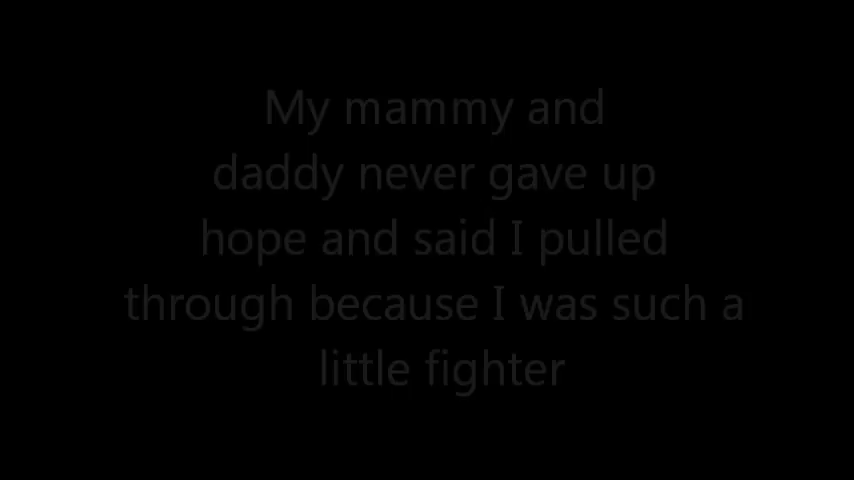 My mammy and
daddy never gave up
hope and said I pulled
through because I was such a
little fighter